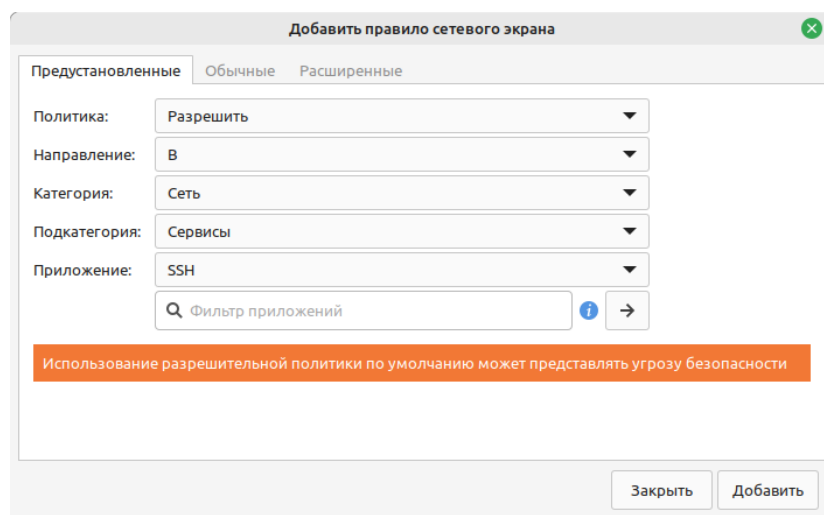 Добавить правило сетевого экрана
Предустановленные Обычные Расширенные
Политика: Разрешить
Направление: В
Категория: Сеть
Подкатегория: Сервисы
Приложение: SSH
Фильтр приложений
Использование разрешительной политики по умолчанию может представлять угрозу безопасности
Закрыть Добавить